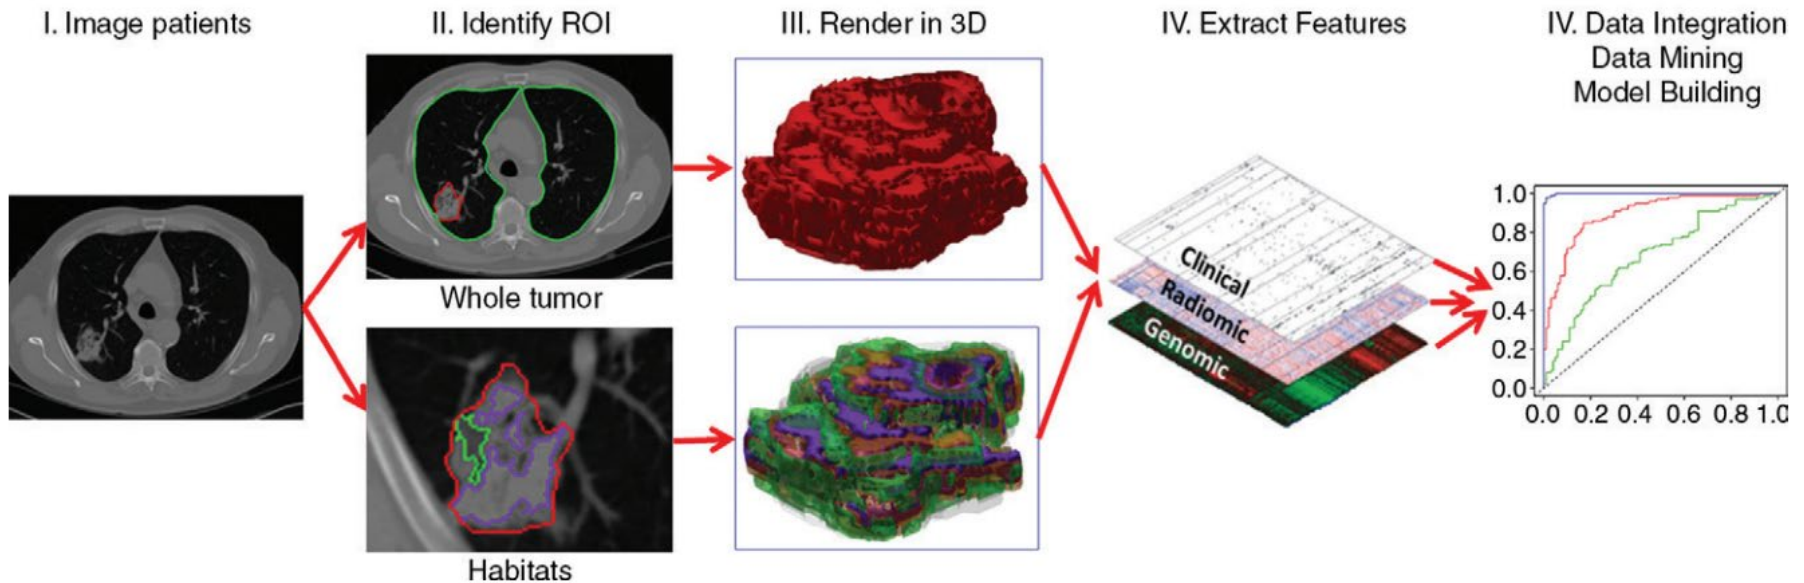 I. Image patients
II. Identify ROI
III. Render in 3D
IV. Extract Features
IV. Data Integration
Data Mining
Model Building
Whole tumor
Habitats
Clinical
Radiomic
Genomic
1.0
0.8
0.6
0.4
0.2
0.0
0.0 0.2 0.4 0.6 0.8 1.0